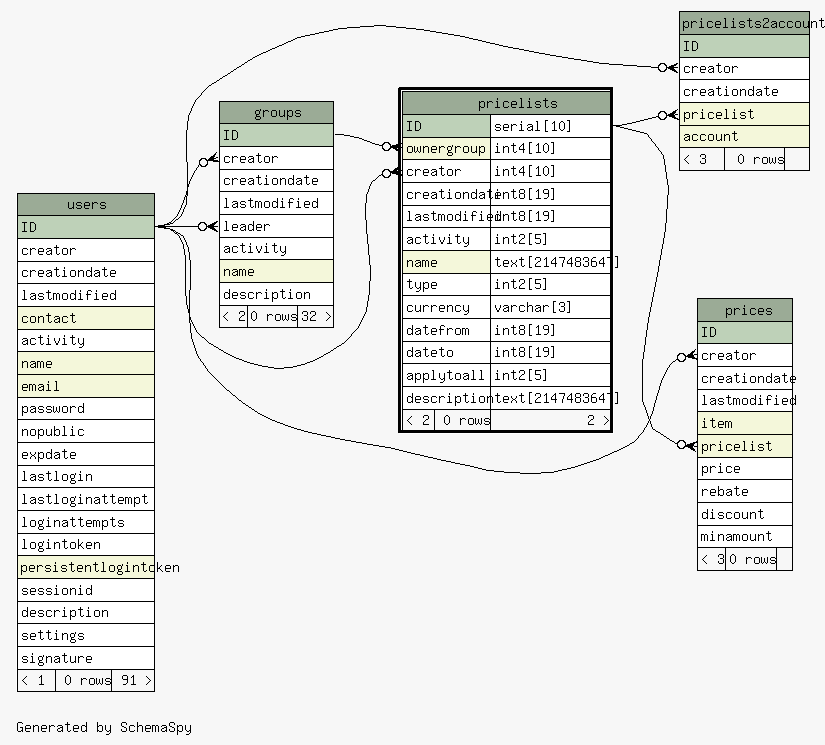 users
ID
creator
creationdate
lastmodified
contact
activity
name
email
password
nopublic
expdate
lastlogin
lastloginattempt
loginattempts
logintoken
persistentlogintoken
sessionid
description
settings
signature
< 1 0 rows 91 >
groups
ID
creator
creationdate
lastmodified
leader
activity
name
description
< 2 0 rows 32 >
pricelists
ID serial[10]
ownergroup int4[10]
creator int4[10]
creationdate int8[19]
lastmodified int8[19]
activity int2[5]
name text[2147483647]
type int2[5]
currency varchar[3]
datefrom int8[19]
dateto int8[19]
applytoall int2[5]
description text[2147483647]
< 2 0 rows 2 >
pricelists2account
ID
creator
creationdate
pricelist
account
< 3 0 rows
prices
ID
creator
creationdate
lastmodified
item
pricelist
price
rebate
discount
minamount
< 3 0 rows
Generated by SchemaSpy